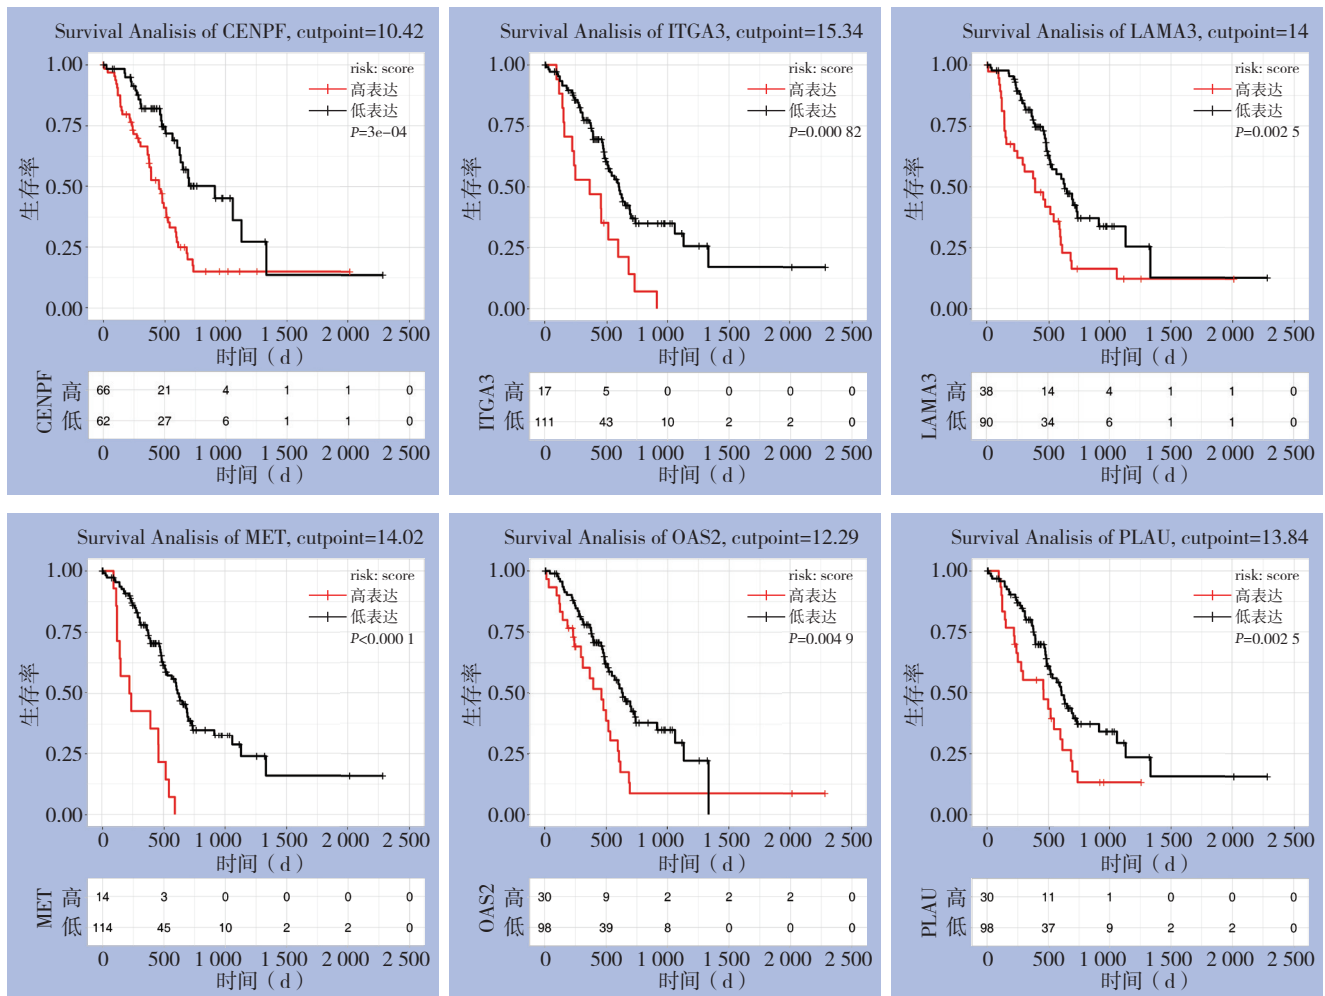 Survival Analisis of CENPF, cutpoint=10.42
risk: score
高表达
低表达
P=3e-04
1.00
0.75
0.50
0.25
0.00
生存率
0 500 1 000 1 500 2 000 2 500
时间（d）
CENPF
高 66 21 4 1 1 0
低 62 27 6 1 1 0
0 500 1 000 1 500 2 000 2 500
时间（d）
Survival Analisis of ITGA3, cutpoint=15.34
risk: score
高表达
低表达
P=0.000 82
1.00
0.75
0.50
0.25
0.00
生存率
0 500 1 000 1 500 2 000 2 500
时间（d）
ITGA3
高 17 5 0 0 0 0
低 111 43 10 2 2 0
0 500 1 000 1 500 2 000 2 500
时间（d）
Survival Analisis of LAMA3, cutpoint=14
risk: score
高表达
低表达
P=0.002 5
1.00
0.75
0.50
0.25
0.00
生存率
0 500 1 000 1 500 2 000 2 500
时间（d）
LAMA3
高 38 14 4 1 1 0
低 90 34 6 1 1 0
0 500 1 000 1 500 2 000 2 500
时间（d）
Survival Analisis of MET, cutpoint=14.02
risk: score
高表达
低表达
P<0.000 1
1.00
0.75
0.50
0.25
0.00
生存率
0 500 1 000 1 500 2 000 2 500
时间（d）
MET
高 14 3 0 0 0 0
低 114 45 10 2 2 0
0 500 1 000 1 500 2 000 2 500
时间（d）
Survival Analisis of OAS2, cutpoint=12.29
risk: score
高表达
低表达
P=0.004 9
1.00
0.75
0.50
0.25
0.00
生存率
0 500 1 000 1 500 2 000 2 500
时间（d）
OAS2
高 30 9 2 2 2 0
低 98 39 8 0 0 0
0 500 1 000 1 500 2 000 2 500
时间（d）
Survival Analisis of PLAU, cutpoint=13.84
risk: score
高表达
低表达
P=0.002 5
1.00
0.75
0.50
0.25
0.00
生存率
0 500 1 000 1 500 2 000 2 500
时间（d）
PLAU
高 30 11 1 0 0 0
低 98 37 9 2 2 0
0 500 1 000 1 500 2 000 2 500
时间（d）